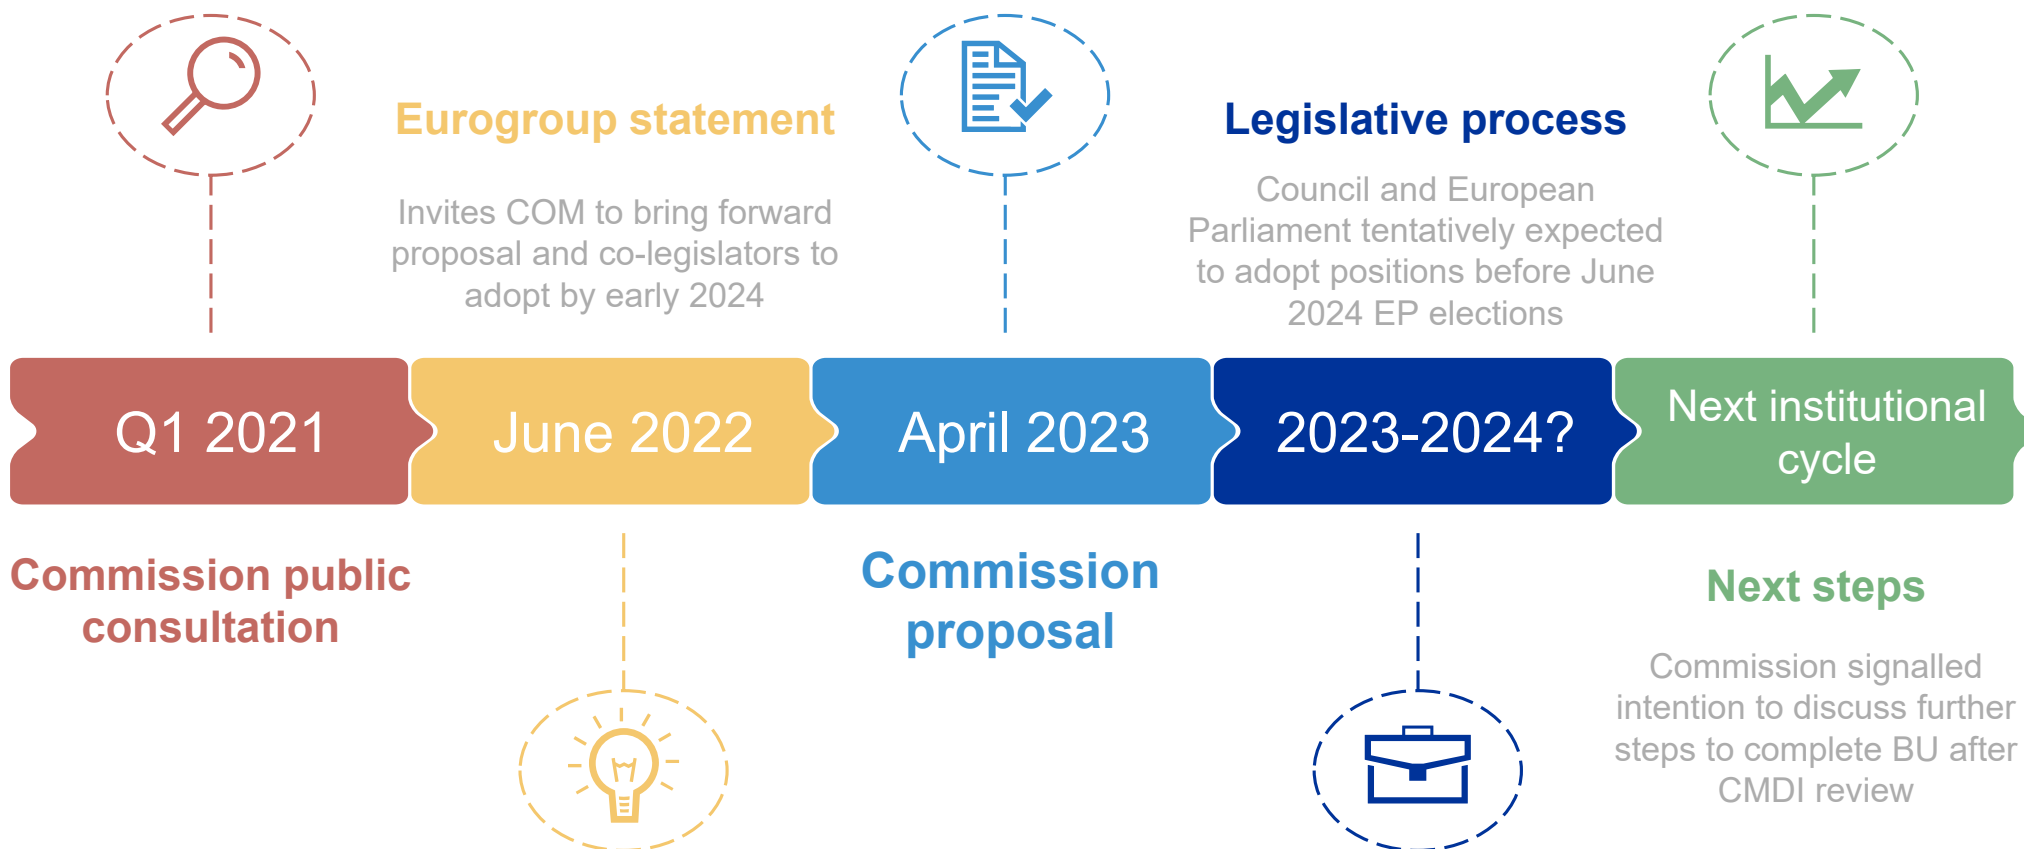 Eurogroup statement
Invites COM to bring forward
proposal and co-legislators to
adopt by early 2024
Legislative process
Council and European
Parliament tentatively expected
to adopt positions before June
2024 EP elections
Q1 2021
June 2022
April 2023
2023-2024?
Next institutional
cycle
Commission public
consultation
Commission
proposal
Next steps
Commission signalled
intention to discuss further
steps to complete BU after
CMDI review